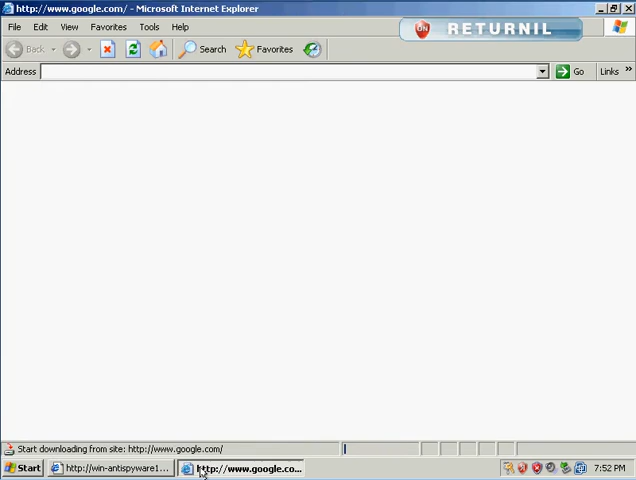 http://www.google.com/ - Microsoft Internet Explorer
File Edit View Favorites Tools Help
ON RETURNIL
Back Search Favorites
Address Go Links »
Start downloading from site: http://www.google.com/
Start http://win-antispyware1... http://www.google.co... 7:52 PM